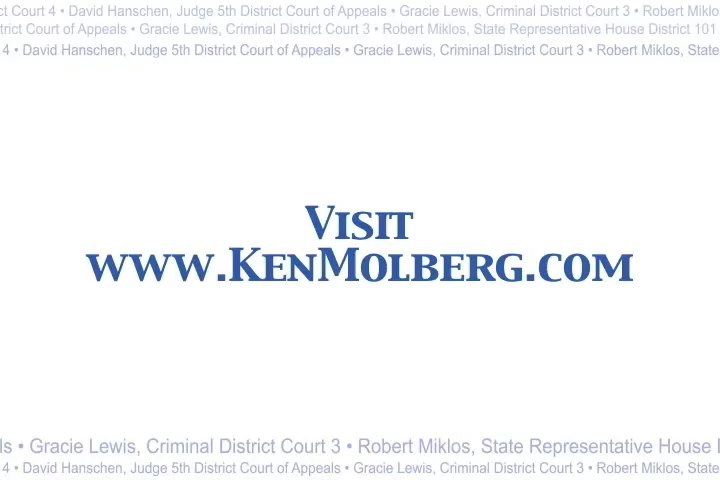 ct Court 4 • David Hanschen, Judge 5th District Court of Appeals • Gracie Lewis, Criminal District Court 3 • Robert Miklo
trict Court of Appeals • Gracie Lewis, Criminal District Court 3 • Robert Miklos, State Representative House District 101
4 • David Hanschen, Judge 5th District Court of Appeals • Gracie Lewis, Criminal District Court 3 • Robert Miklos, State
Visit
www.KenMolberg.com
ls • Gracie Lewis, Criminal District Court 3 • Robert Miklos, State Representative House
4 • David Hanschen, Judge 5th District Court of Appeals • Gracie Lewis, Criminal District Court 3 • Robert Miklos, State